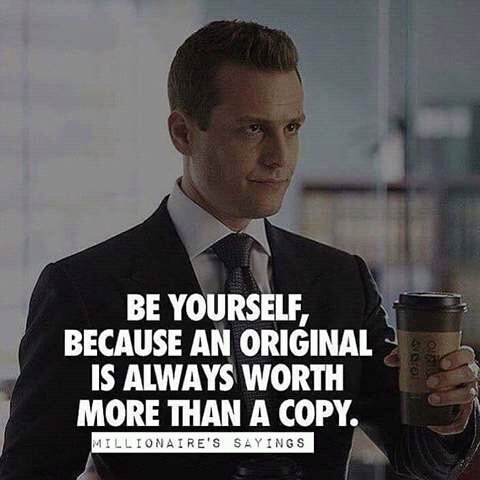 BE YOURSELF,
BECAUSE AN ORIGINAL
IS ALWAYS WORTH
MORE THAN A COPY.
MILLIONAIRE'S SAYINGS